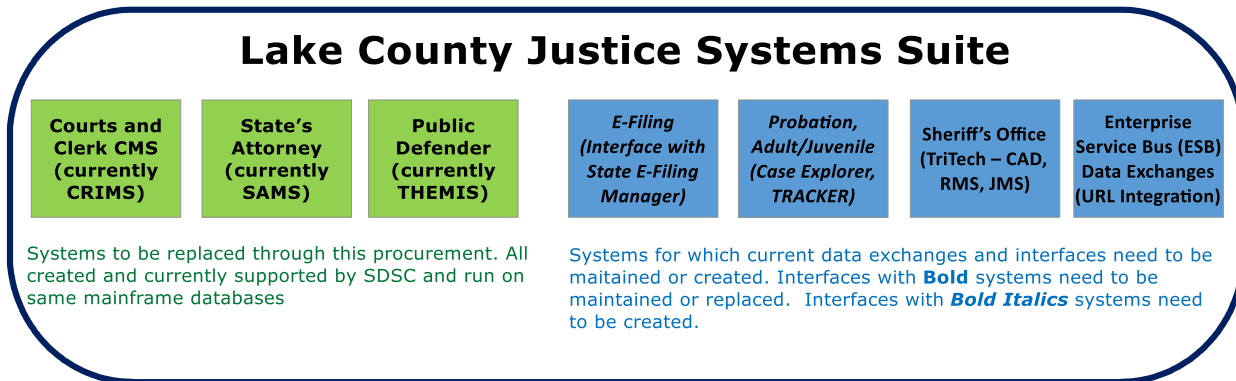 Lake County Justice Systems Suite
Courts and
Clerk CMS
(currently
CRIMS)
State's
Attorney
(currently
SAMS)
Public
Defender
(currently
THEMIS)
E-Filing
(Interface with
State E-Filing
Manager)
Probation,
Adult/Juvenile
(Case Explorer,
TRACKER)
Sheriff's Office
(TriTech – CAD,
RMS, JMS)
Enterprise
Service Bus (ESB)
Data Exchanges
(URL Integration)
Systems to be replaced through this procurement. All
created and currently supported by SDSC and run on
same mainframe databases
Systems for which current data exchanges and interfaces need to be
maitained or created. Interfaces with Bold systems need to be
maintained or replaced.  Interfaces with Bold Italics systems need
to be created.